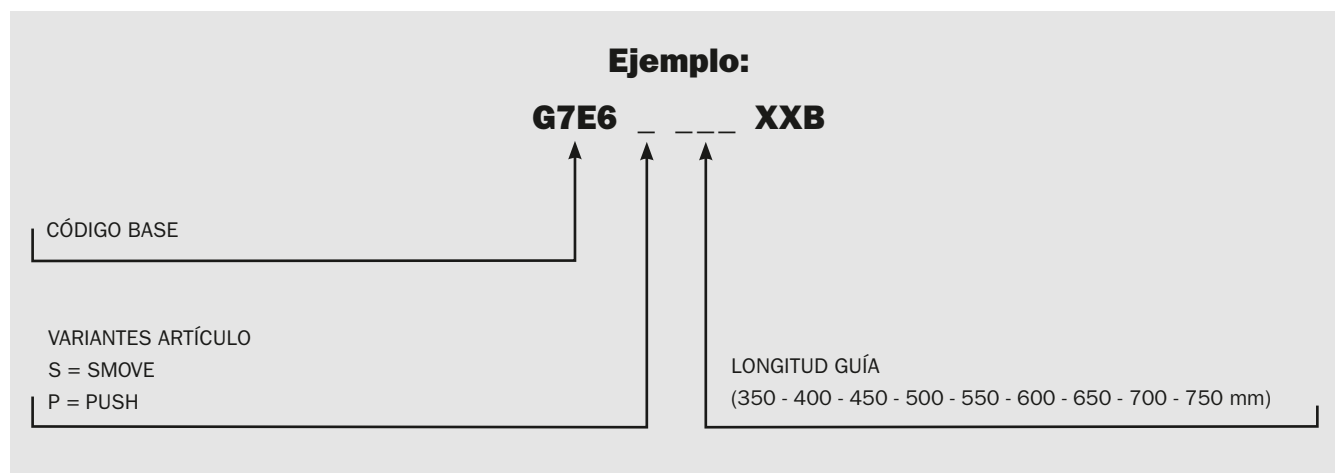 Ejemplo:
G7E6 _ _ _ _ XXB
CÓDIGO BASE
VARIANTES ARTÍCULO
S = SMOVE
P = PUSH
LONGITUD GUÍA
(350 - 400 - 450 - 500 - 550 - 600 - 650 - 700 - 750 mm)